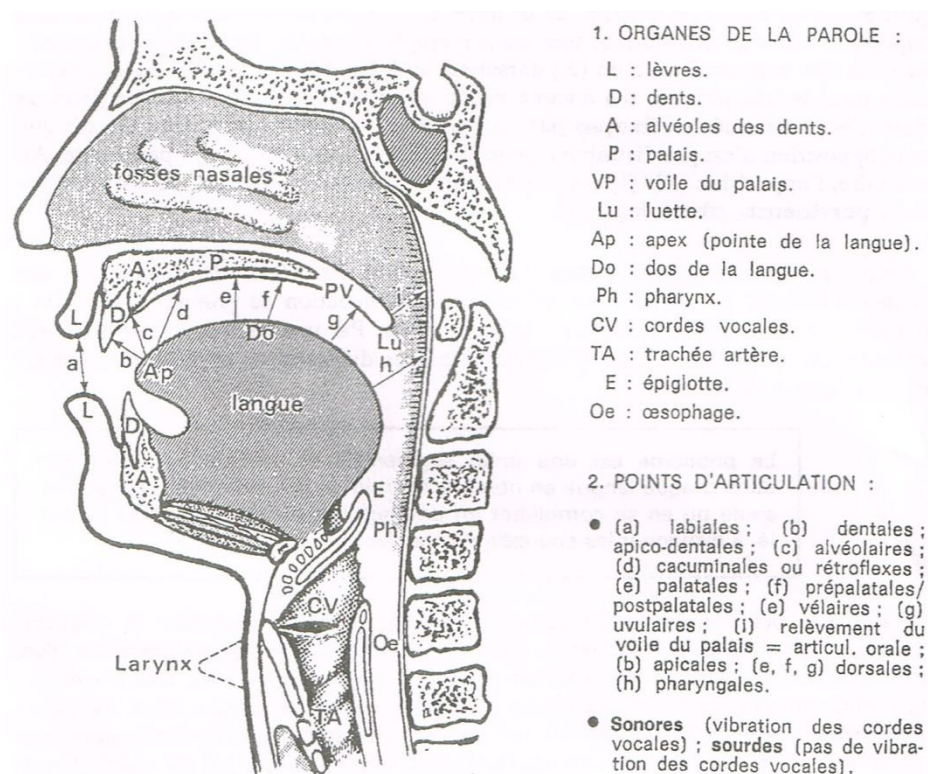 fosses nasales
A
P
PV
L
D
c
d
e
f
g
Do
Lu
h
a
b
Ap
langue
L
D
A
E
Ph
CV
Oe
Larynx
TA
1. ORGANES DE LA PAROLE :
L : lèvres.
D : dents.
A : alvéoles des dents.
P : palais.
VP : voile du palais.
Lu : luette.
Ap : apex (pointe de la langue).
Do : dos de la langue.
Ph : pharynx.
CV : cordes vocales.
TA : trachée artère.
E : épiglotte.
Oe : œsophage.
2. POINTS D'ARTICULATION :
• (a) labiales ; (b) dentales ;
apico-dentales ; (c) alvéolaires ;
(d) cacuminales ou rétroflexes ;
(e) palatales ; (f) prépalatales/
postpalatales ; (e) vélaires ; (g)
uvulaires ; (i) relèvement du
voile du palais = articul. orale ;
(b) apicales ; (e, f, g) dorsales ;
(h) pharyngales.
• Sonores (vibration des cordes
vocales) ; sourdes (pas de vibra-
tion des cordes vocales).